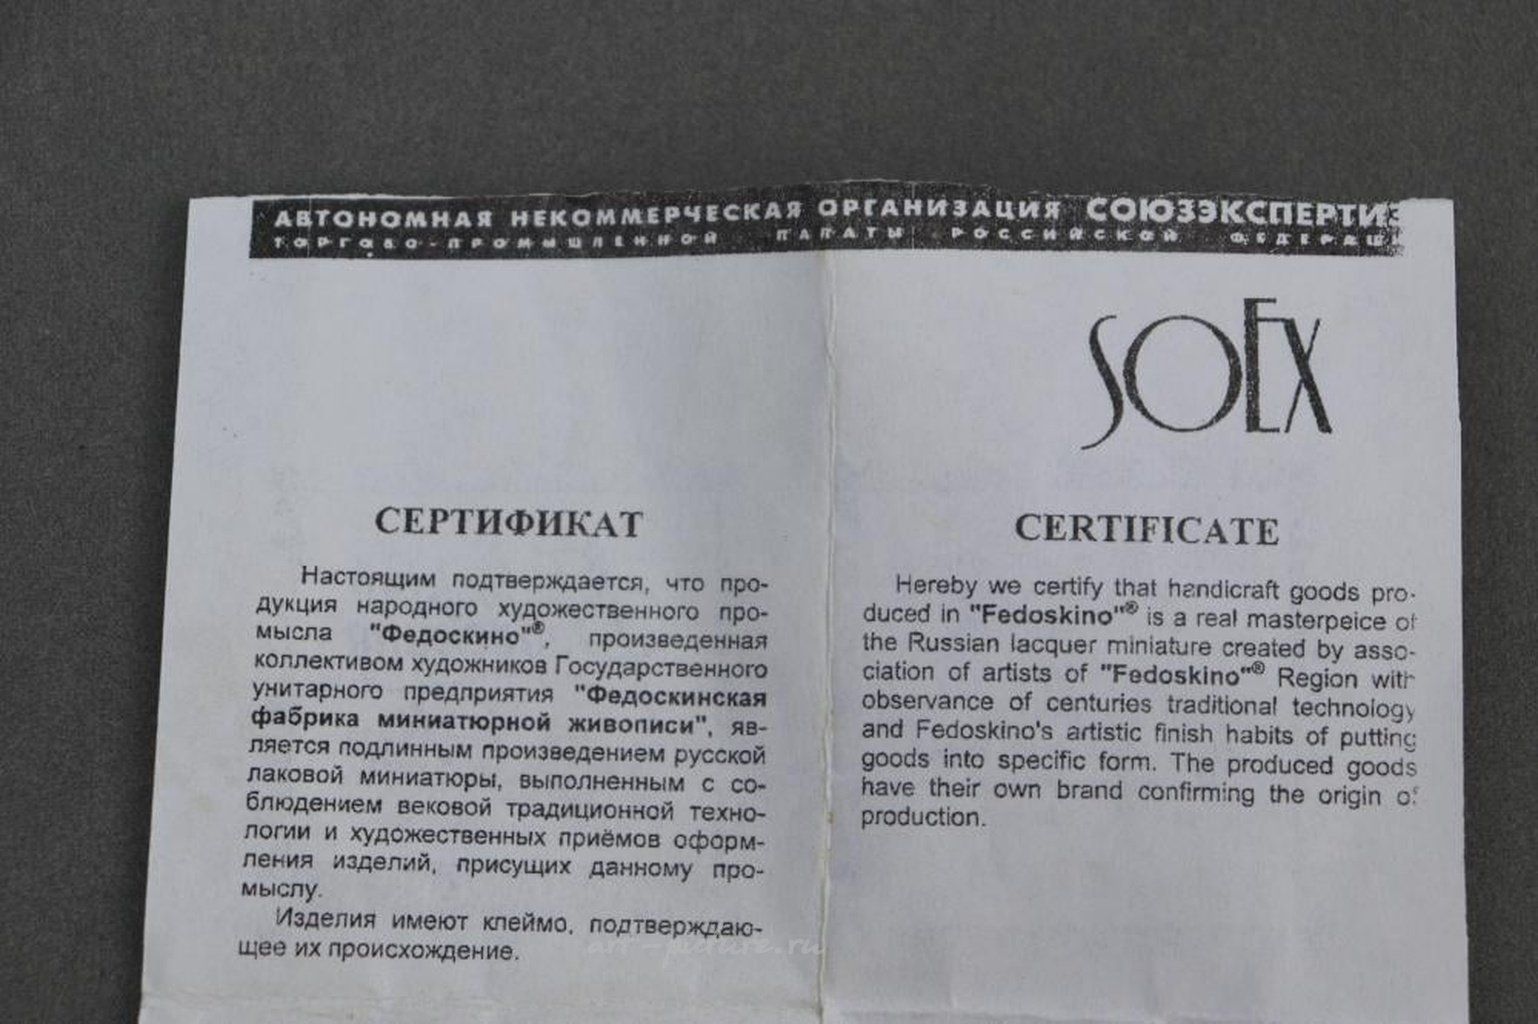 АВТОНОМНАЯ НЕКОММЕРЧЕСКАЯ ОРГАНИЗАЦИЯ СОЮЗЭКСПЕРТИЗ
ТОРГОВО-ПРОМЫШЛЕННОЙ ПАЛАТЫ РОССИЙСКОЙ ФЕДЕРАЦИ
SOEX
СЕРТИФИКАТ
Настоящим подтверждается, что про-
дукция народного художественного про-
мысла "Федоскино"®, произведенная
коллективом художников Государственного
унитарного предприятия "Федоскинская
фабрика миниатюрной живописи", яв-
ляется подлинным произведением русской
лаковой миниатюры, выполненным с со-
блюдением вековой традиционной техно-
логии и художественных приёмов оформ-
ления изделий, присущих данному про-
мыслу.
Изделия имеют клеймо, подтверждаю-
щее их происхождение.
CERTIFICATE
Hereby we certify that handicraft goods pro-
duced in "Fedoskino"® is a real masterpeice of
the Russian lacquer miniature created by asso-
ciation of artists of "Fedoskino"® Region with
observance of centuries traditional technology
and Fedoskino's artistic finish habits of putting
goods into specific form. The produced goods
have their own brand confirming the origin of
production.
art-picture.ru